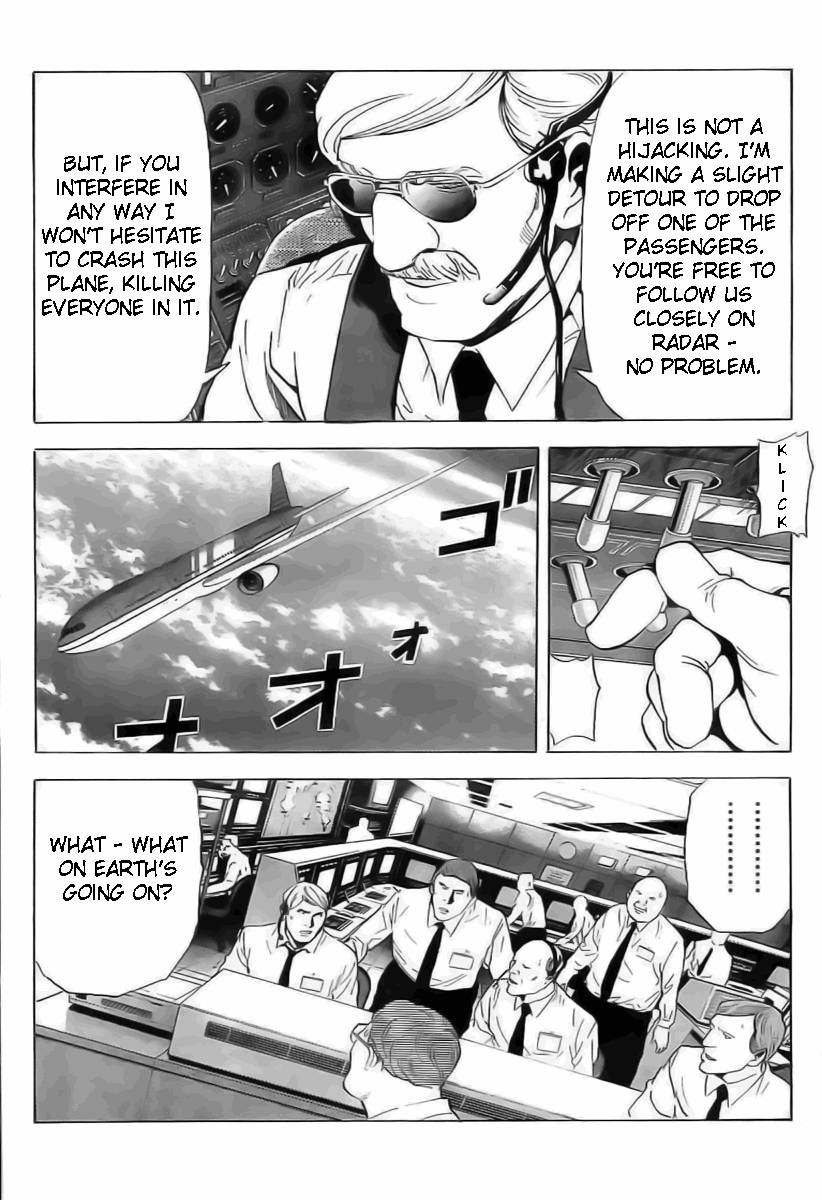 THIS IS NOT A
HIJACKING. I'M
MAKING A SLIGHT
DETOUR TO DROP
OFF ONE OF THE
PASSENGERS.
YOU'RE FREE TO
FOLLOW US
CLOSELY ON
RADAR -
NO PROBLEM.
BUT, IF YOU
INTERFERE IN
ANY WAY I
WON'T HESITATE
TO CRASH THIS
PLANE, KILLING
EVERYONE IN IT.
KLICK
ゴオオオ
WHAT - WHAT
ON EARTH'S
GOING ON?